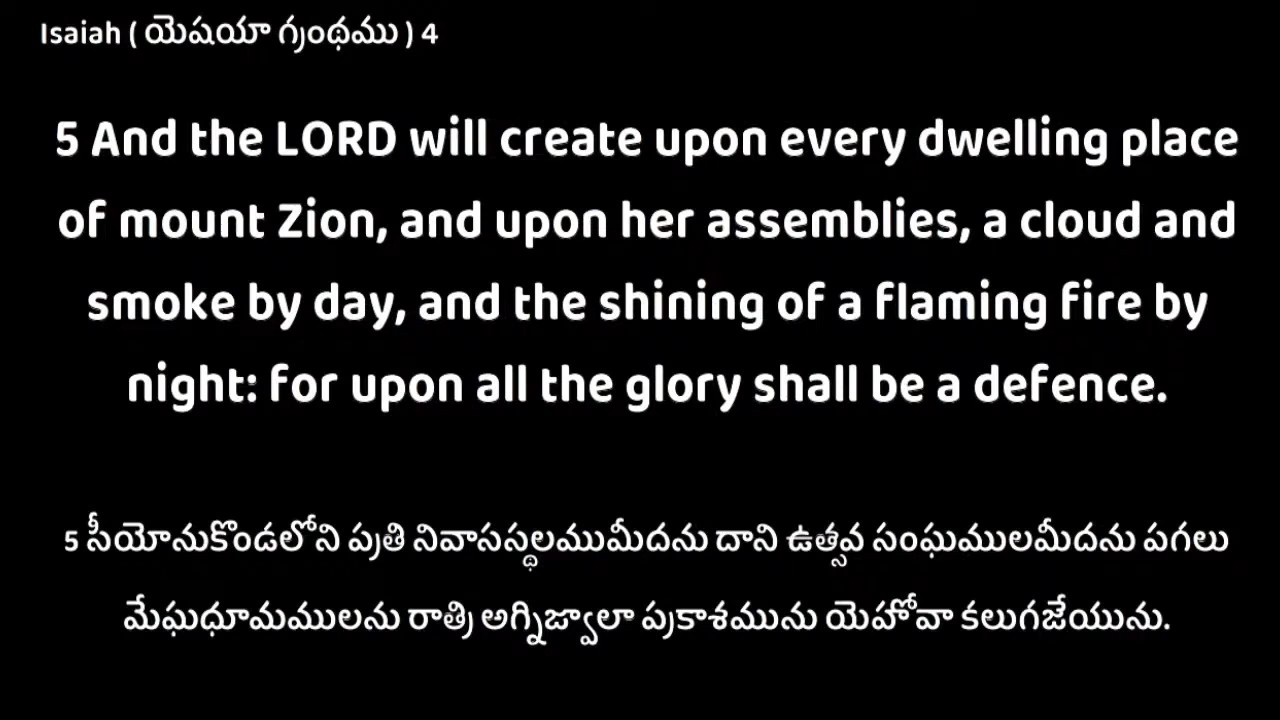 Isaiah ( యెషయా గ్రంథము ) 4
5 And the LORD will create upon every dwelling place
of mount Zion, and upon her assemblies, a cloud and
smoke by day, and the shining of a flaming fire by
night: for upon all the glory shall be a defence.
5 సీయోనుకొండలోని ప్రతి నివాసస్థలముమీదను దాని ఉత్సవ సంఘములమీదను పగలు
మేఘధూమములను రాత్రి అగ్నిజ్వాలా ప్రకాశమును యెహోవా కలుగజేయును.